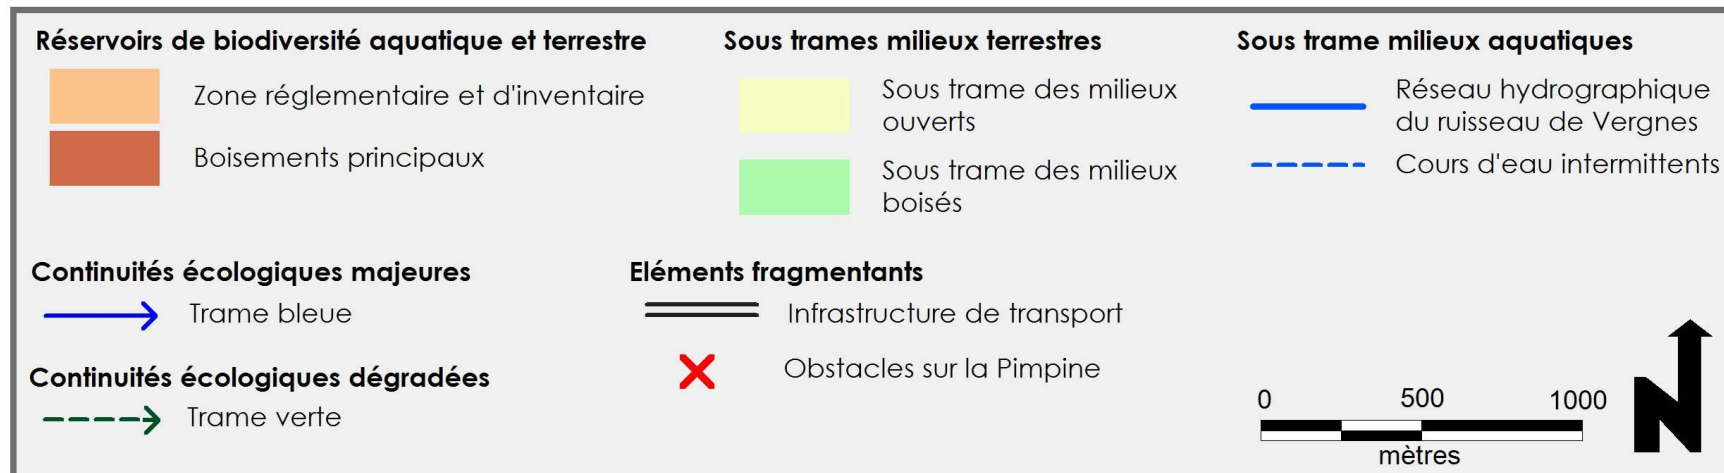 Réservoirs de biodiversité aquatique et terrestre
Zone réglementaire et d'inventaire
Boisements principaux
Sous trames milieux terrestres
Sous trame des milieux
ouverts
Sous trame des milieux
boisés
Sous trame milieux aquatiques
Réseau hydrographique
du ruisseau de Vergnes
Cours d'eau intermittents
Continuités écologiques majeures
Trame bleue
Continuités écologiques dégradées
Trame verte
Eléments fragmentants
Infrastructure de transport
Obstacles sur la Pimpine
0 500 1000
mètres
N